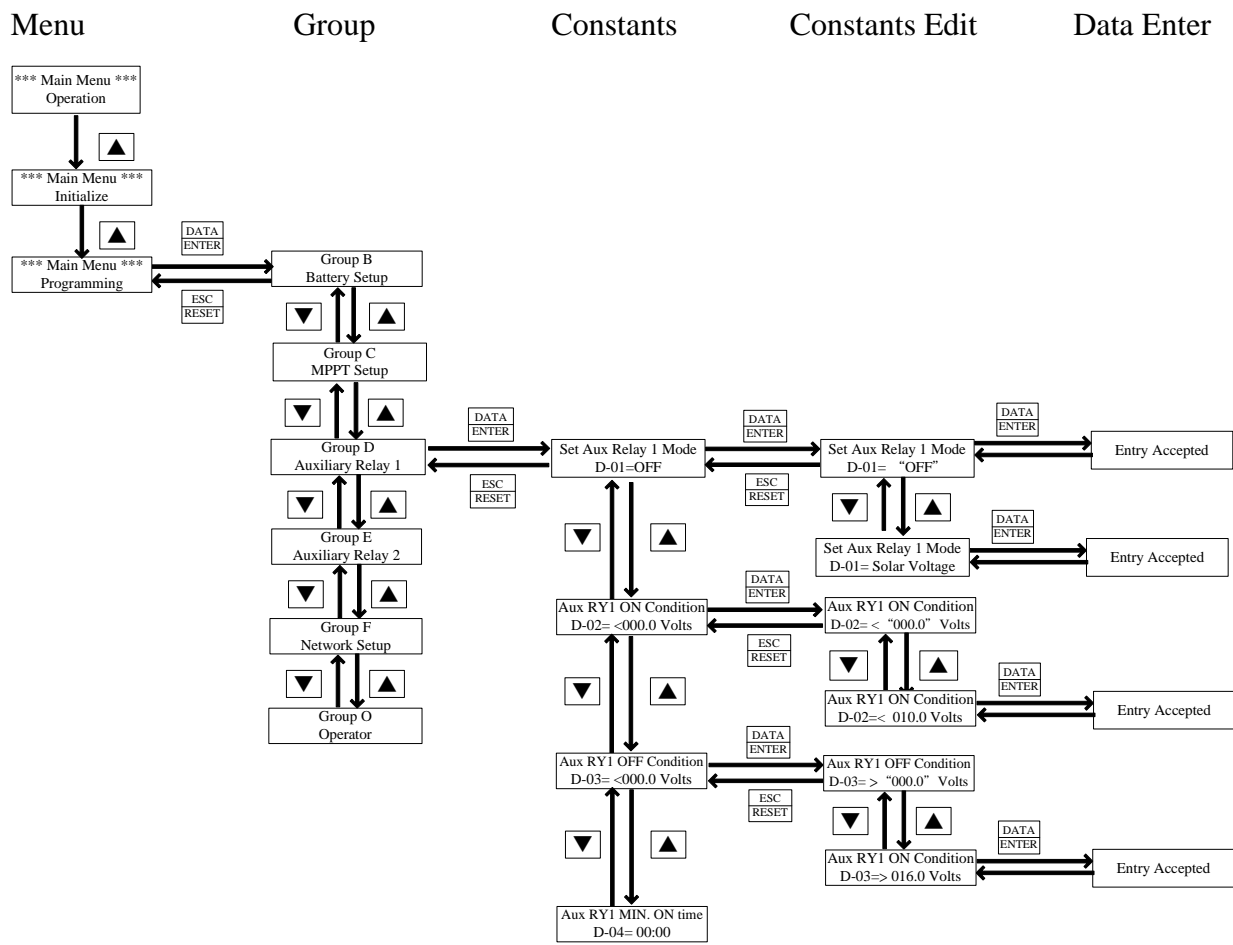 Menu
Group
Constants
Constants Edit
Data Enter
*** Main Menu ***
Operation
*** Main Menu ***
Initialize
*** Main Menu ***
Programming
DATA
ENTER
ESC
RESET
Group B
Battery Setup
Group C
MPPT Setup
Group D
Auxiliary Relay 1
Group E
Auxiliary Relay 2
Group F
Network Setup
Group O
Operator
DATA
ENTER
ESC
RESET
Set Aux Relay 1 Mode
D-01=OFF
DATA
ENTER
ESC
RESET
Set Aux Relay 1 Mode
D-01= “OFF”
DATA
ENTER
Entry Accepted
Set Aux Relay 1 Mode
D-01= Solar Voltage
DATA
ENTER
Entry Accepted
Aux RY1 ON Condition
D-02= <000.0 Volts
DATA
ENTER
ESC
RESET
Aux RY1 ON Condition
D-02= < “000.0” Volts
Aux RY1 ON Condition
D-02=< 010.0 Volts
DATA
ENTER
Entry Accepted
Aux RY1 OFF Condition
D-03= <000.0 Volts
DATA
ENTER
ESC
RESET
Aux RY1 OFF Condition
D-03= > “000.0” Volts
Aux RY1 ON Condition
D-03=> 016.0 Volts
DATA
ENTER
Entry Accepted
Aux RY1 MIN. ON time
D-04= 00:00